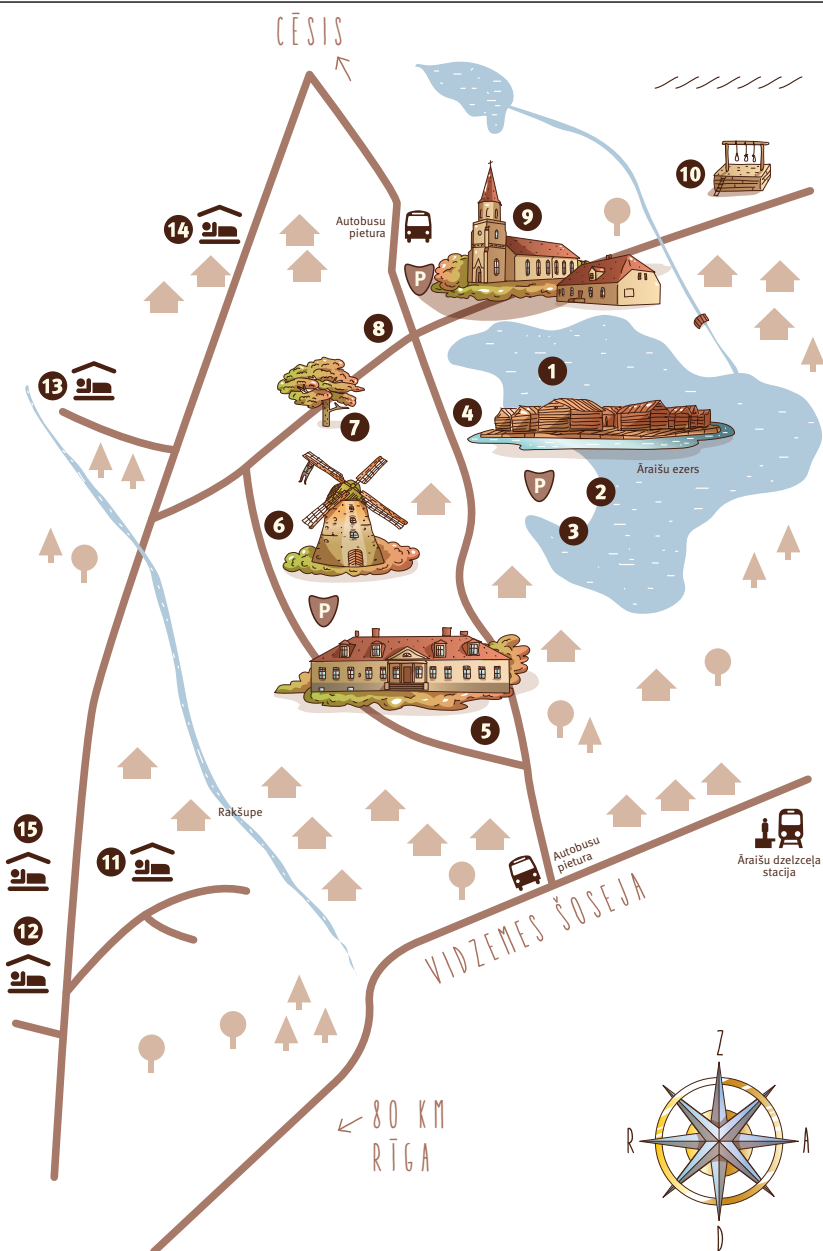 CĒSIS
10
9
14
Autobusu
pietura
P
8
1
13
4
7
Āraišu ezers
P
2
6
3
P
5
Rakšupe
15
11
Autobusu
pietura
Āraišu dzelzceļa
stacija
VIDZEMES ŠOSEJA
12
Z
80 KM
RĪGA
R
A
D